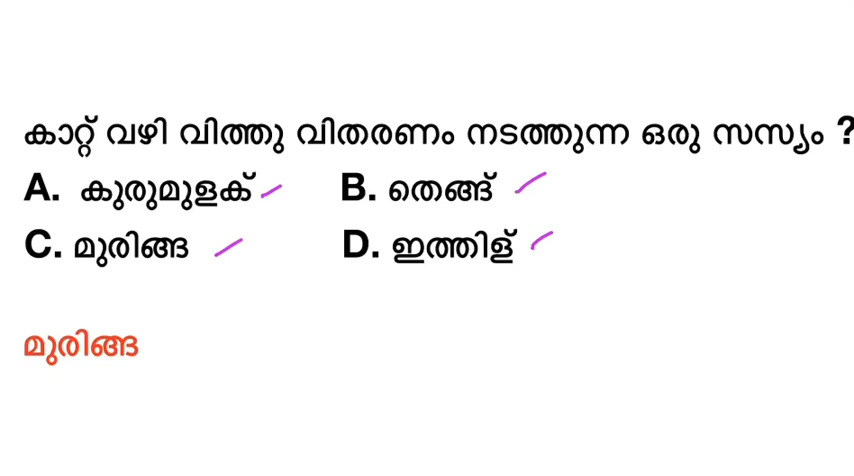 കാറ്റ് വഴി വിത്തു വിതരണം നടത്തുന്ന ഒരു സസ്യം ?
A. കുരുമുളക് B. തെങ്ങ്
C. മുരിങ്ങ D. ഇത്തിള്
മുരിങ്ങ